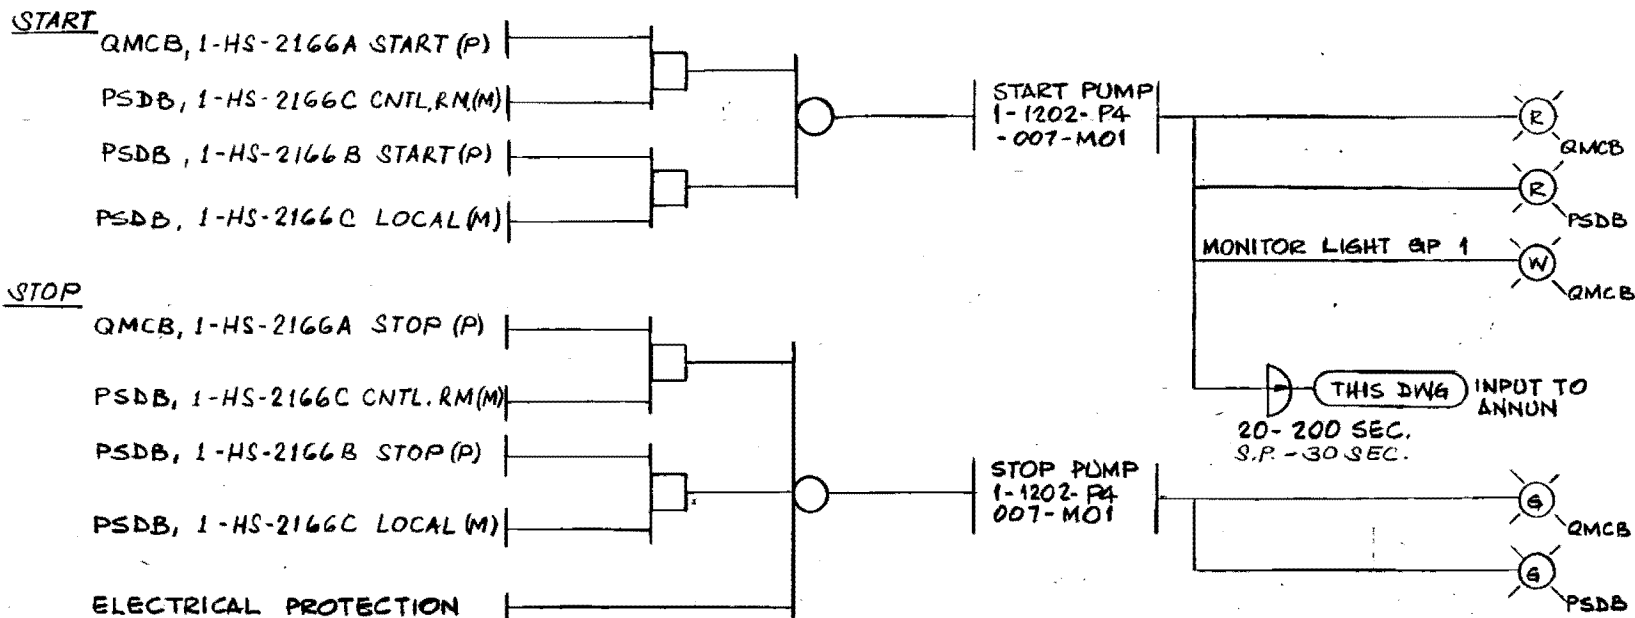 START
QMCB, 1-HS-2166A START (P)
PSDB, 1-HS-2166C CNTL.RM.(M)
PSDB, 1-HS-2166B START (P)
PSDB, 1-HS-2166C LOCAL (M)
START PUMP
1-1202-P4
-007-M01
R
QMCB
R
PSDB
MONITOR LIGHT GP 1
W
QMCB
THIS DWG
INPUT TO
ANNUN
20-200 SEC.
S.P. -30 SEC.
STOP
QMCB, 1-HS-2166A STOP (P)
PSDB, 1-HS-2166C CNTL. RM (M)
PSDB, 1-HS-2166B STOP (P)
PSDB, 1-HS-2166C LOCAL (M)
ELECTRICAL PROTECTION
STOP PUMP
1-1202-P4
007-M01
G
QMCB
G
PSDB